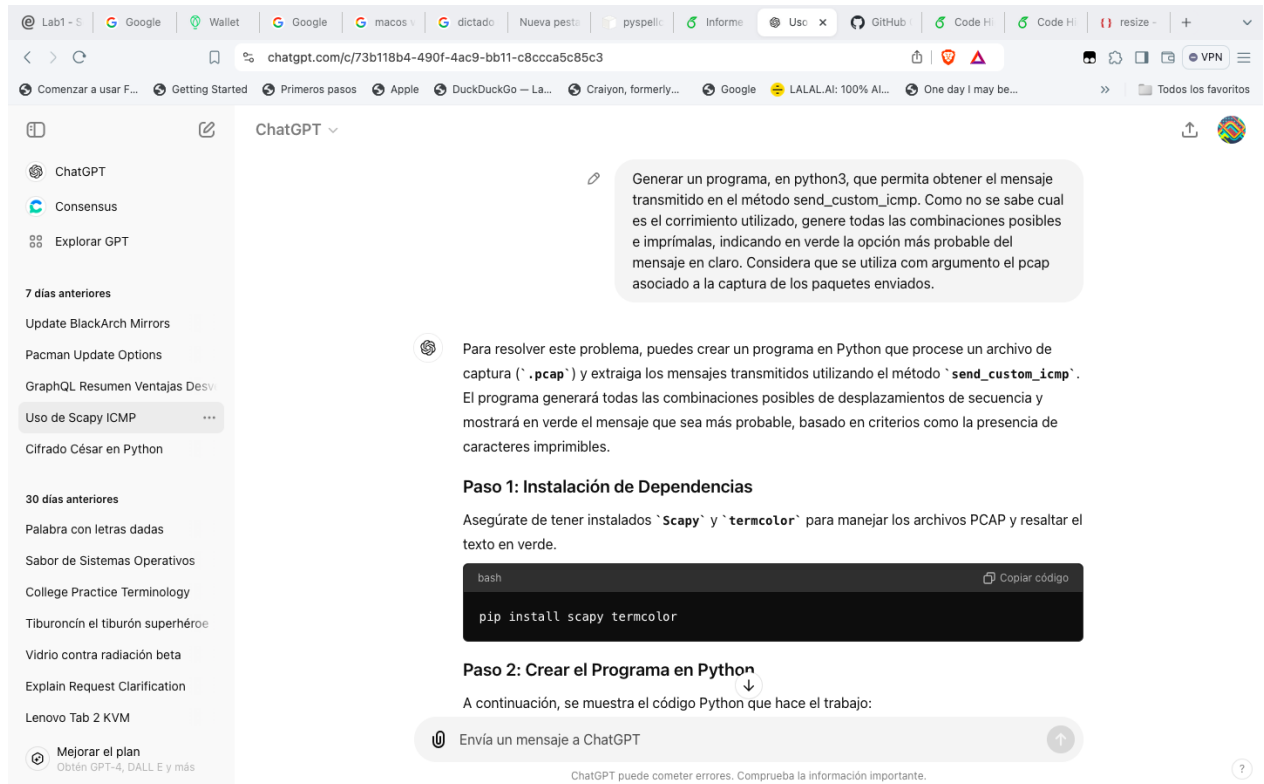 Lab1 - S
Google
Wallet
Google
macos v
dictado
Nueva pesta
pyspello
Informe
Uso
GitHub
Code Hi
Code Hi
resize -
chatgpt.com/c/73b118b4-490f-4ac9-bb11-c8ccca5c85c3
VPN
Comenzar a usar F...
Getting Started
Primeros pasos
Apple
DuckDuckGo — La...
Craiyon, formerly...
Google
LALAL.AI: 100% AI...
One day I may be...
Todos los favoritos
ChatGPT
Consensus
Explorar GPT
7 días anteriores
Update BlackArch Mirrors
Pacman Update Options
GraphQL Resumen Ventajas Desv
Uso de Scapy ICMP
Cifrado César en Python
30 días anteriores
Palabra con letras dadas
Sabor de Sistemas Operativos
College Practice Terminology
Tiburoncín el tiburón superhéroe
Vidrio contra radiación beta
Explain Request Clarification
Lenovo Tab 2 KVM
Mejorar el plan
Obtén GPT-4, DALL E y más
ChatGPT
Generar un programa, en python3, que permita obtener el mensaje
transmitido en el método send_custom_icmp. Como no se sabe cual
es el corrimiento utilizado, genere todas las combinaciones posibles
e imprímalas, indicando en verde la opción más probable del
mensaje en claro. Considera que se utiliza com argumento el pcap
asociado a la captura de los paquetes enviados.
Para resolver este problema, puedes crear un programa en Python que procese un archivo de
captura (`.pcap`) y extraiga los mensajes transmitidos utilizando el método `send_custom_icmp`.
El programa generará todas las combinaciones posibles de desplazamientos de secuencia y
mostrará en verde el mensaje que sea más probable, basado en criterios como la presencia de
caracteres imprimibles.
Paso 1: Instalación de Dependencias
Asegúrate de tener instalados `Scapy` y `termcolor` para manejar los archivos PCAP y resaltar el
texto en verde.
bash
Copiar código
pip install scapy termcolor
Paso 2: Crear el Programa en Python
A continuación, se muestra el código Python que hace el trabajo:
Envía un mensaje a ChatGPT
ChatGPT puede cometer errores. Comprueba la información importante.
?